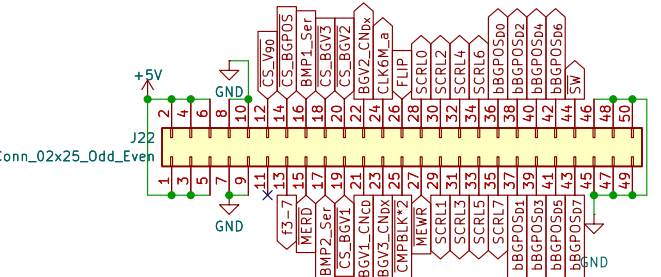 CS_V90
CS_BGPOS
BMP1_Ser
CS_BGV3
CS_BGV2
GV2_CNDx
CLK6M_a
FLIP
SCRL0
SCRL2
SCRL4
SCRL6
bBGPOSD0
bBGPOSD2
bBGPOSD4
bBGPOSD6
SW
+5V
GND
2 4 6 8 10 12 14 16 18 20 22 24 26 28 30 32 34 36 38 40 42 44 46 48 50
J22
Conn_02x25_Odd_Even
1 3 5 7 9 11 13 15 17 19 21 23 25 27 29 31 33 35 37 39 41 43 45 47 49
GND
f3-7
MERD
BMP2_Ser
CS_BGV1
BGV1_CNCD
BGV3_CNDX
CMPBLK*2
MEWR
SCRL1
SCRL3
SCRL5
SCRL7
bBGPOSD1
bBGPOSD3
bBGPOSD5
bBGPOSD7
GND